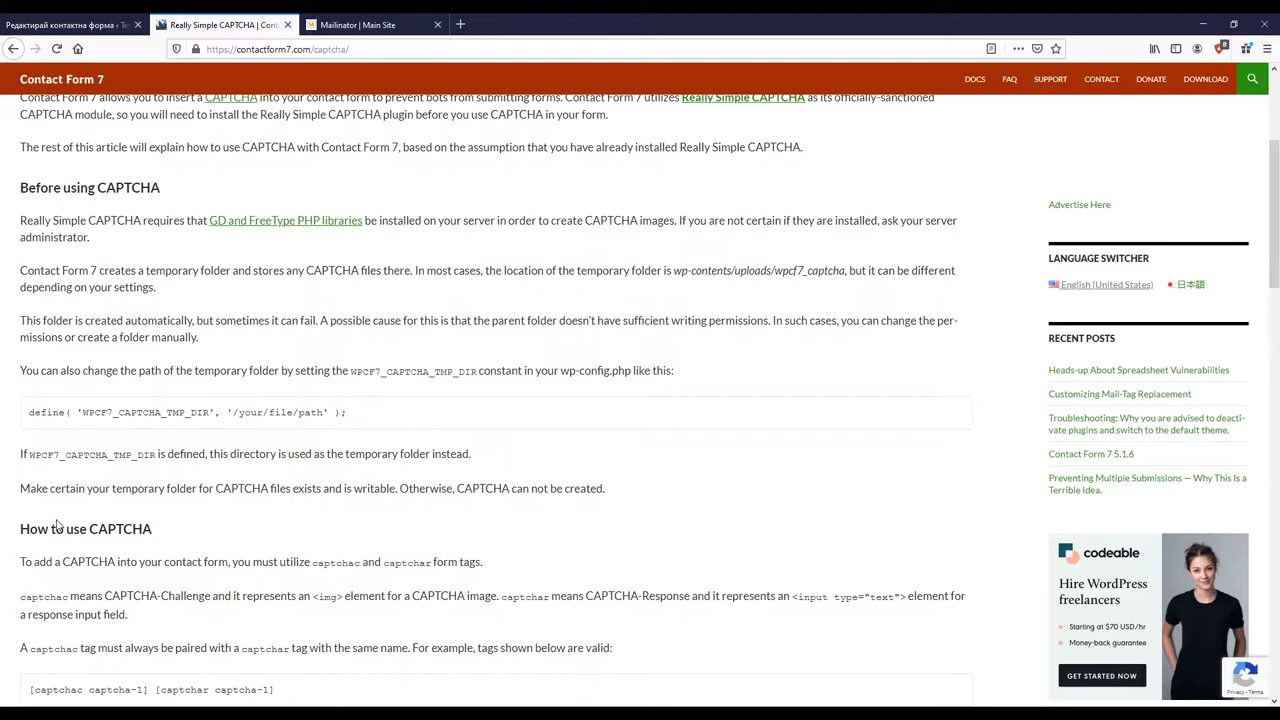 Редактирай контактна форма ‹ Te
Really Simple CAPTCHA | Conta
Mailinator | Main Site
https://contactform7.com/captcha/
8
Contact Form 7
DOCS FAQ SUPPORT CONTACT DONATE DOWNLOAD
Contact Form 7 allows you to insert a CAPTCHA into your contact form to prevent bots from submitting forms. Contact Form 7 utilizes Really Simple CAPTCHA as its officially-sanctioned
CAPTCHA module, so you will need to install the Really Simple CAPTCHA plugin before you use CAPTCHA in your form.
The rest of this article will explain how to use CAPTCHA with Contact Form 7, based on the assumption that you have already installed Really Simple CAPTCHA.
Before using CAPTCHA
Really Simple CAPTCHA requires that GD and FreeType PHP libraries be installed on your server in order to create CAPTCHA images. If you are not certain if they are installed, ask your server
administrator.
Contact Form 7 creates a temporary folder and stores any CAPTCHA files there. In most cases, the location of the temporary folder is wp-contents/uploads/wpcf7_captcha, but it can be different
depending on your settings.
This folder is created automatically, but sometimes it can fail. A possible cause for this is that the parent folder doesn't have sufficient writing permissions. In such cases, you can change the per-
missions or create a folder manually.
You can also change the path of the temporary folder by setting the WPCF7_CAPTCHA_TMP_DIR constant in your wp-config.php like this:
define( 'WPCF7_CAPTCHA_TMP_DIR', '/your/file/path' );
If WPCF7_CAPTCHA_TMP_DIR is defined, this directory is used as the temporary folder instead.
Make certain your temporary folder for CAPTCHA files exists and is writable. Otherwise, CAPTCHA can not be created.
How to use CAPTCHA
To add a CAPTCHA into your contact form, you must utilize captchac and captchar form tags.
captchac means CAPTCHA-Challenge and it represents an <img> element for a CAPTCHA image. captchar means CAPTCHA-Response and it represents an <input type="text"> element for
a response input field.
A captchac tag must always be paired with a captchar tag with the same name. For example, tags shown below are valid:
[captchac captcha-1] [captchar captcha-1]
Advertise Here
LANGUAGE SWITCHER
English (United States) 日本語
RECENT POSTS
Heads-up About Spreadsheet Vulnerabilities
Customizing Mail-Tag Replacement
Troubleshooting: Why you are advised to deacti-
vate plugins and switch to the default theme.
Contact Form 7 5.1.6
Preventing Multiple Submissions — Why This Is a
Terrible Idea.
codeable
Hire WordPress
freelancers
Starting at $70 USD/hr
Money-back guarantee
GET STARTED NOW
Privacy - Terms